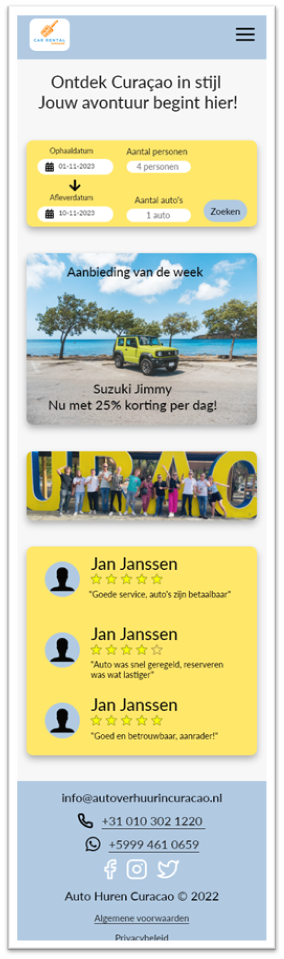 CAR RENTAL
Ontdek Curaçao in stijl
Jouw avontuur begint hier!
Ophaaldatum
Aantal personen
01-11-2023
4 personen
Afleverdatum
Aantal auto's
10-11-2023
1 auto
Zoeken
Aanbieding van de week
Suzuki Jimmy
Nu met 25% korting per dag!
URAÇAO
Jan Janssen
"Goede service, auto's zijn betaalbaar"
Jan Janssen
"Auto was snel geregeld, reserveren
was wat lastiger"
Jan Janssen
"Goed en betrouwbaar, aanrader!"
info@autoverhuurincuracao.nl
+31 010 302 1220
+5999 461 0659
Auto Huren Curacao © 2022
Algemene voorwaarden
Privacybeleid